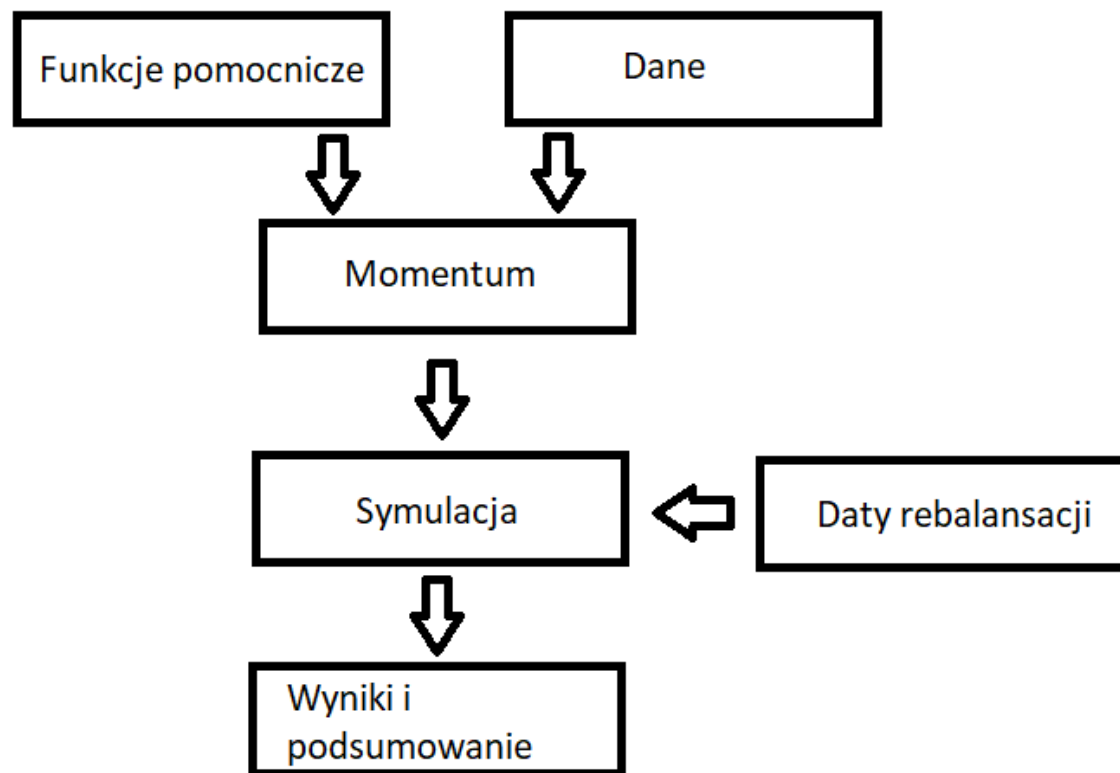 Funkcje pomocnicze
Dane
Momentum
Symulacja
Daty rebalansacji
Wyniki i
podsumowanie